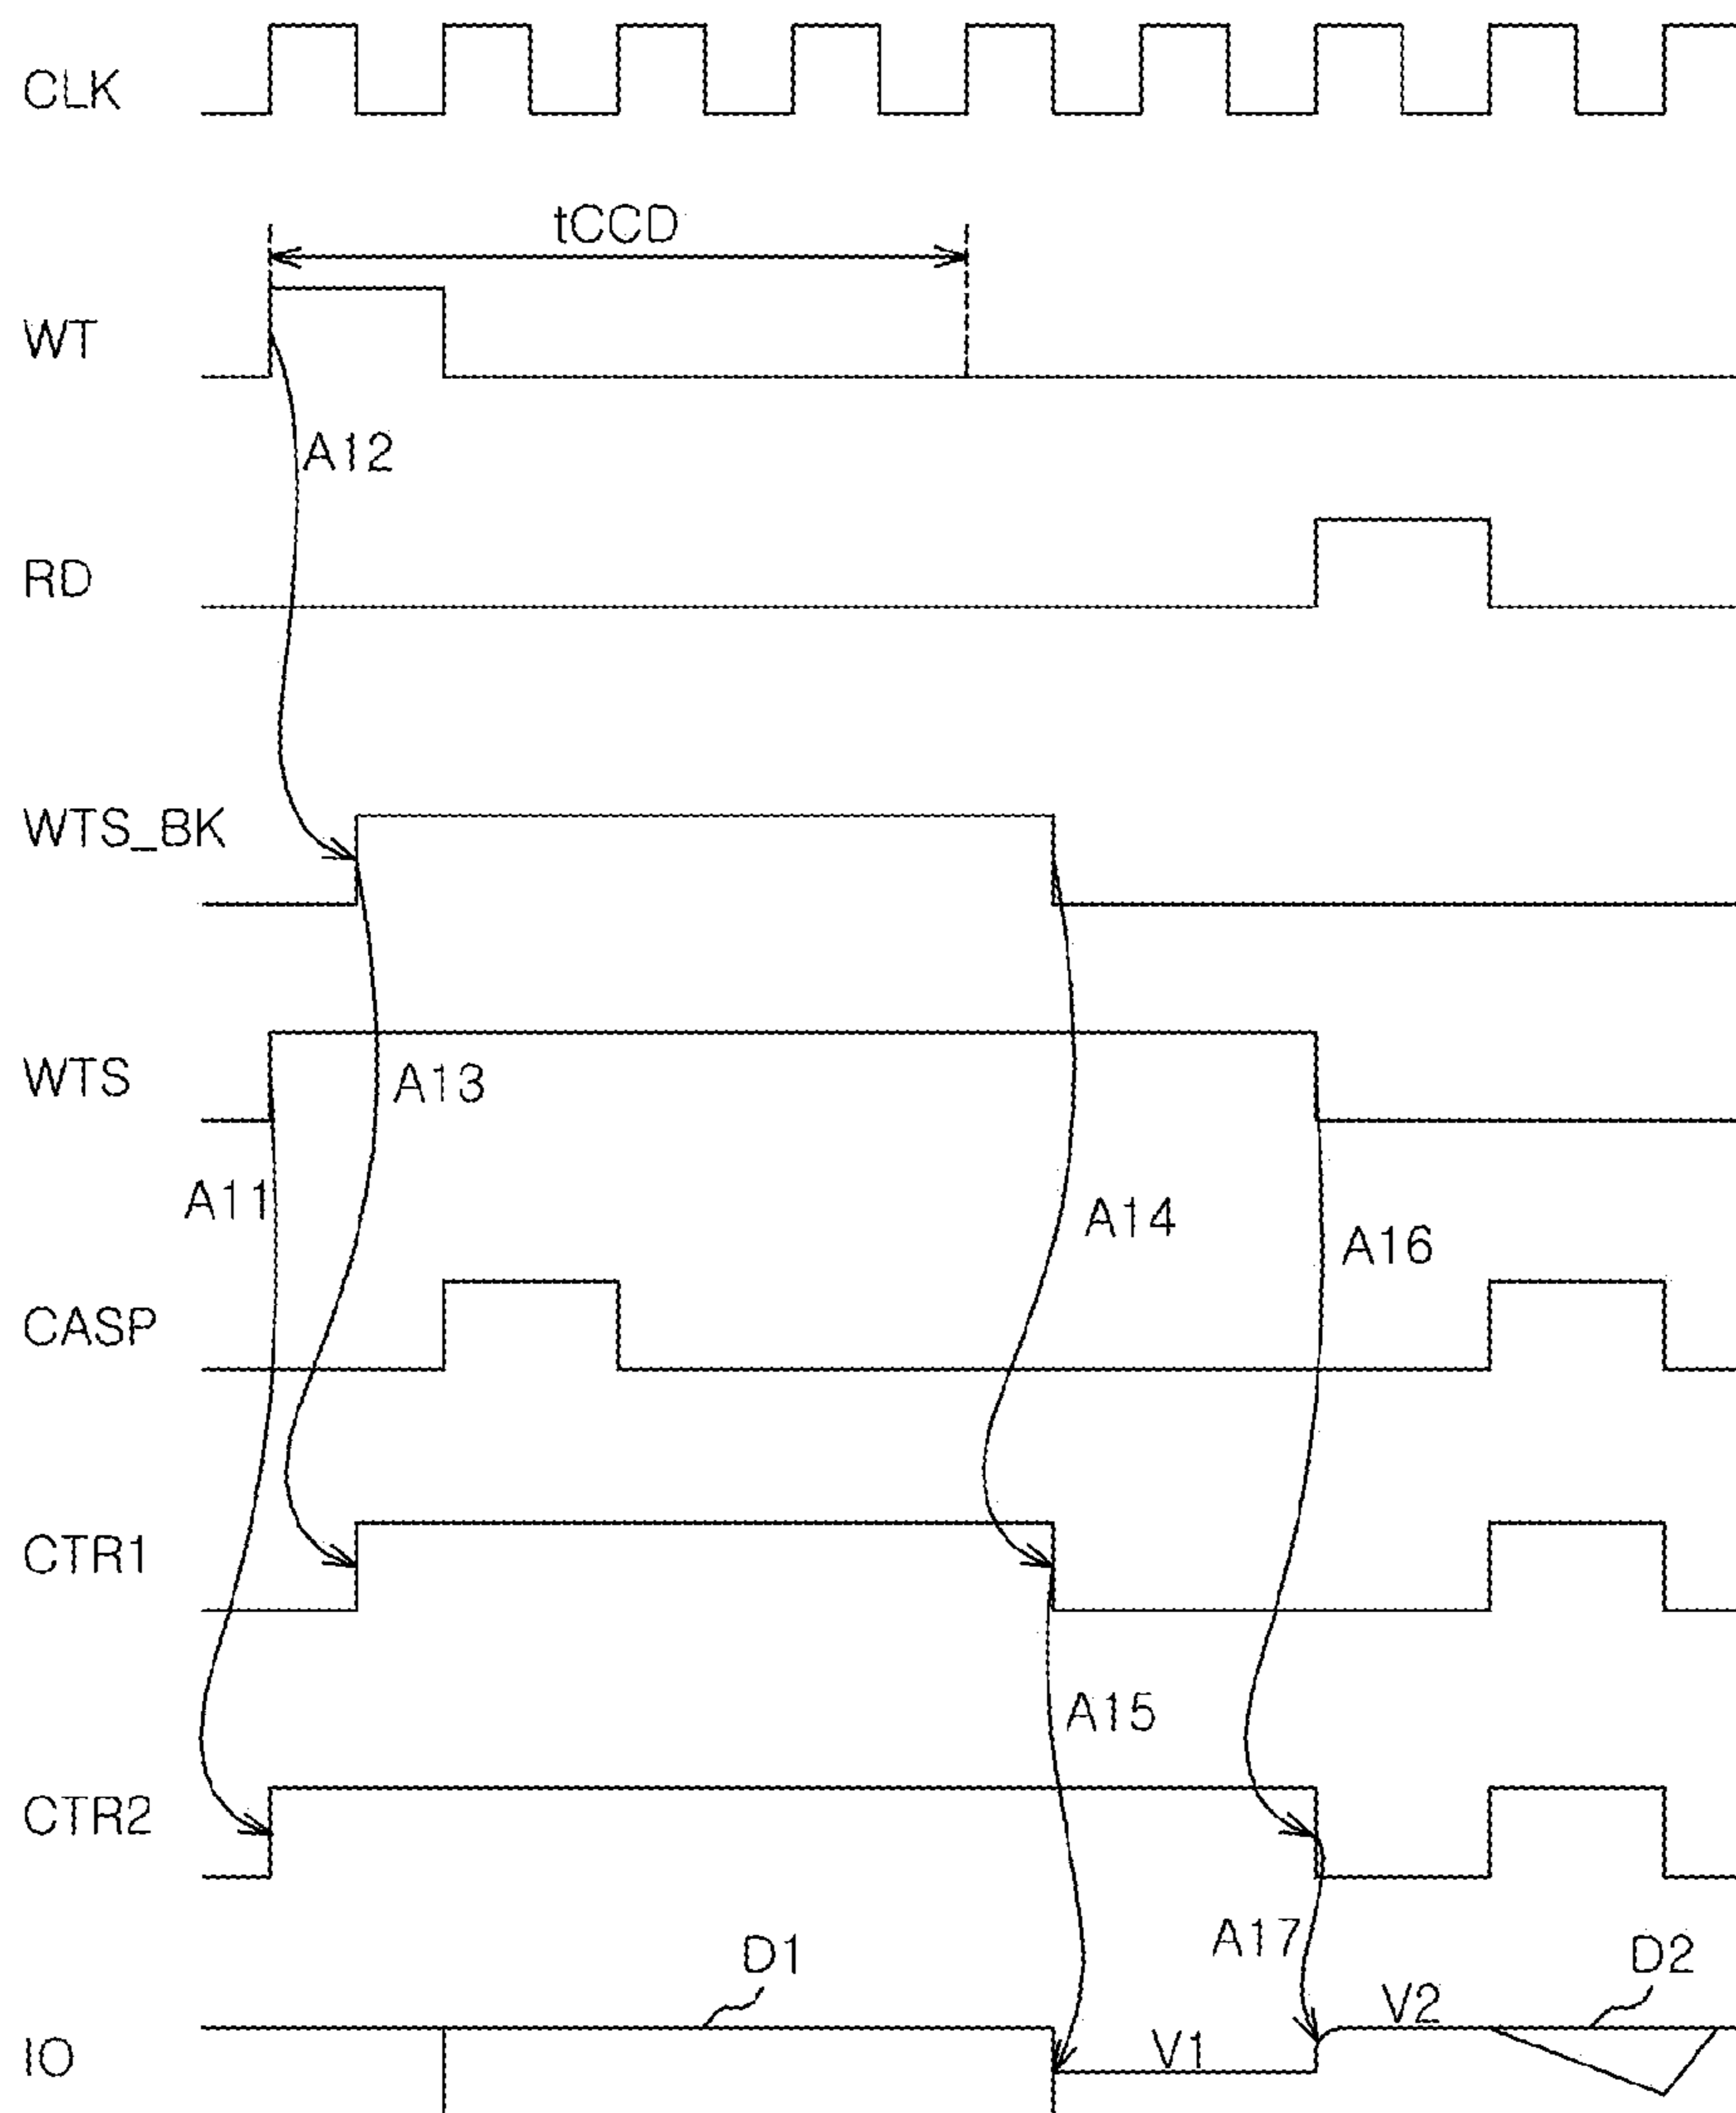 CLK
tCCD
WT
A12
RD
WTS_BK
WTS
A13
A11
A14
A16
CASP
CTR1
A15
CTR2
A17
D1
D2
V2
IO
V1